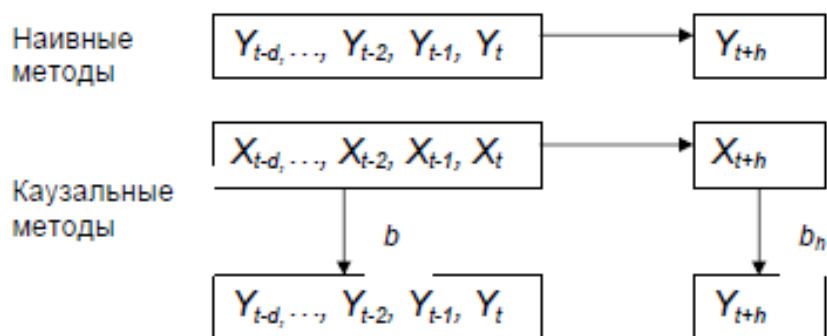 Наивные методы
Y_{t-d,} ..., Y_{t-2}, Y_{t-1}, Y_t
Y_{t+h}
X_{t-d,} ..., X_{t-2}, X_{t-1}, X_t
X_{t+h}
Каузальные методы
b
b_h
Y_{t-d,} ..., Y_{t-2}, Y_{t-1}, Y_t
Y_{t+h}